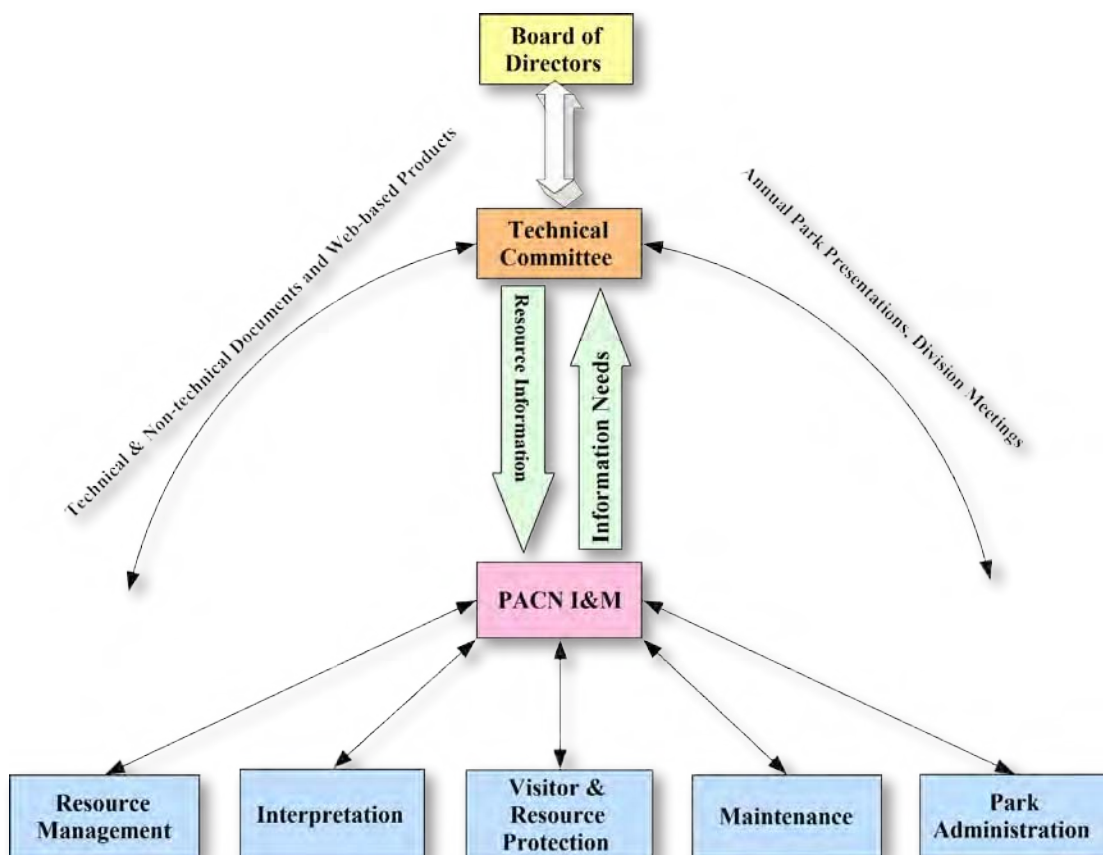 Board of
Directors
Technical & Non-technical Documents and Web-based Products
Annual Park Presentations, Division Meetings
Technical
Committee
Resource Information
Information Needs
PACN I&M
Resource
Management
Interpretation
Visitor &
Resource
Protection
Maintenance
Park
Administration